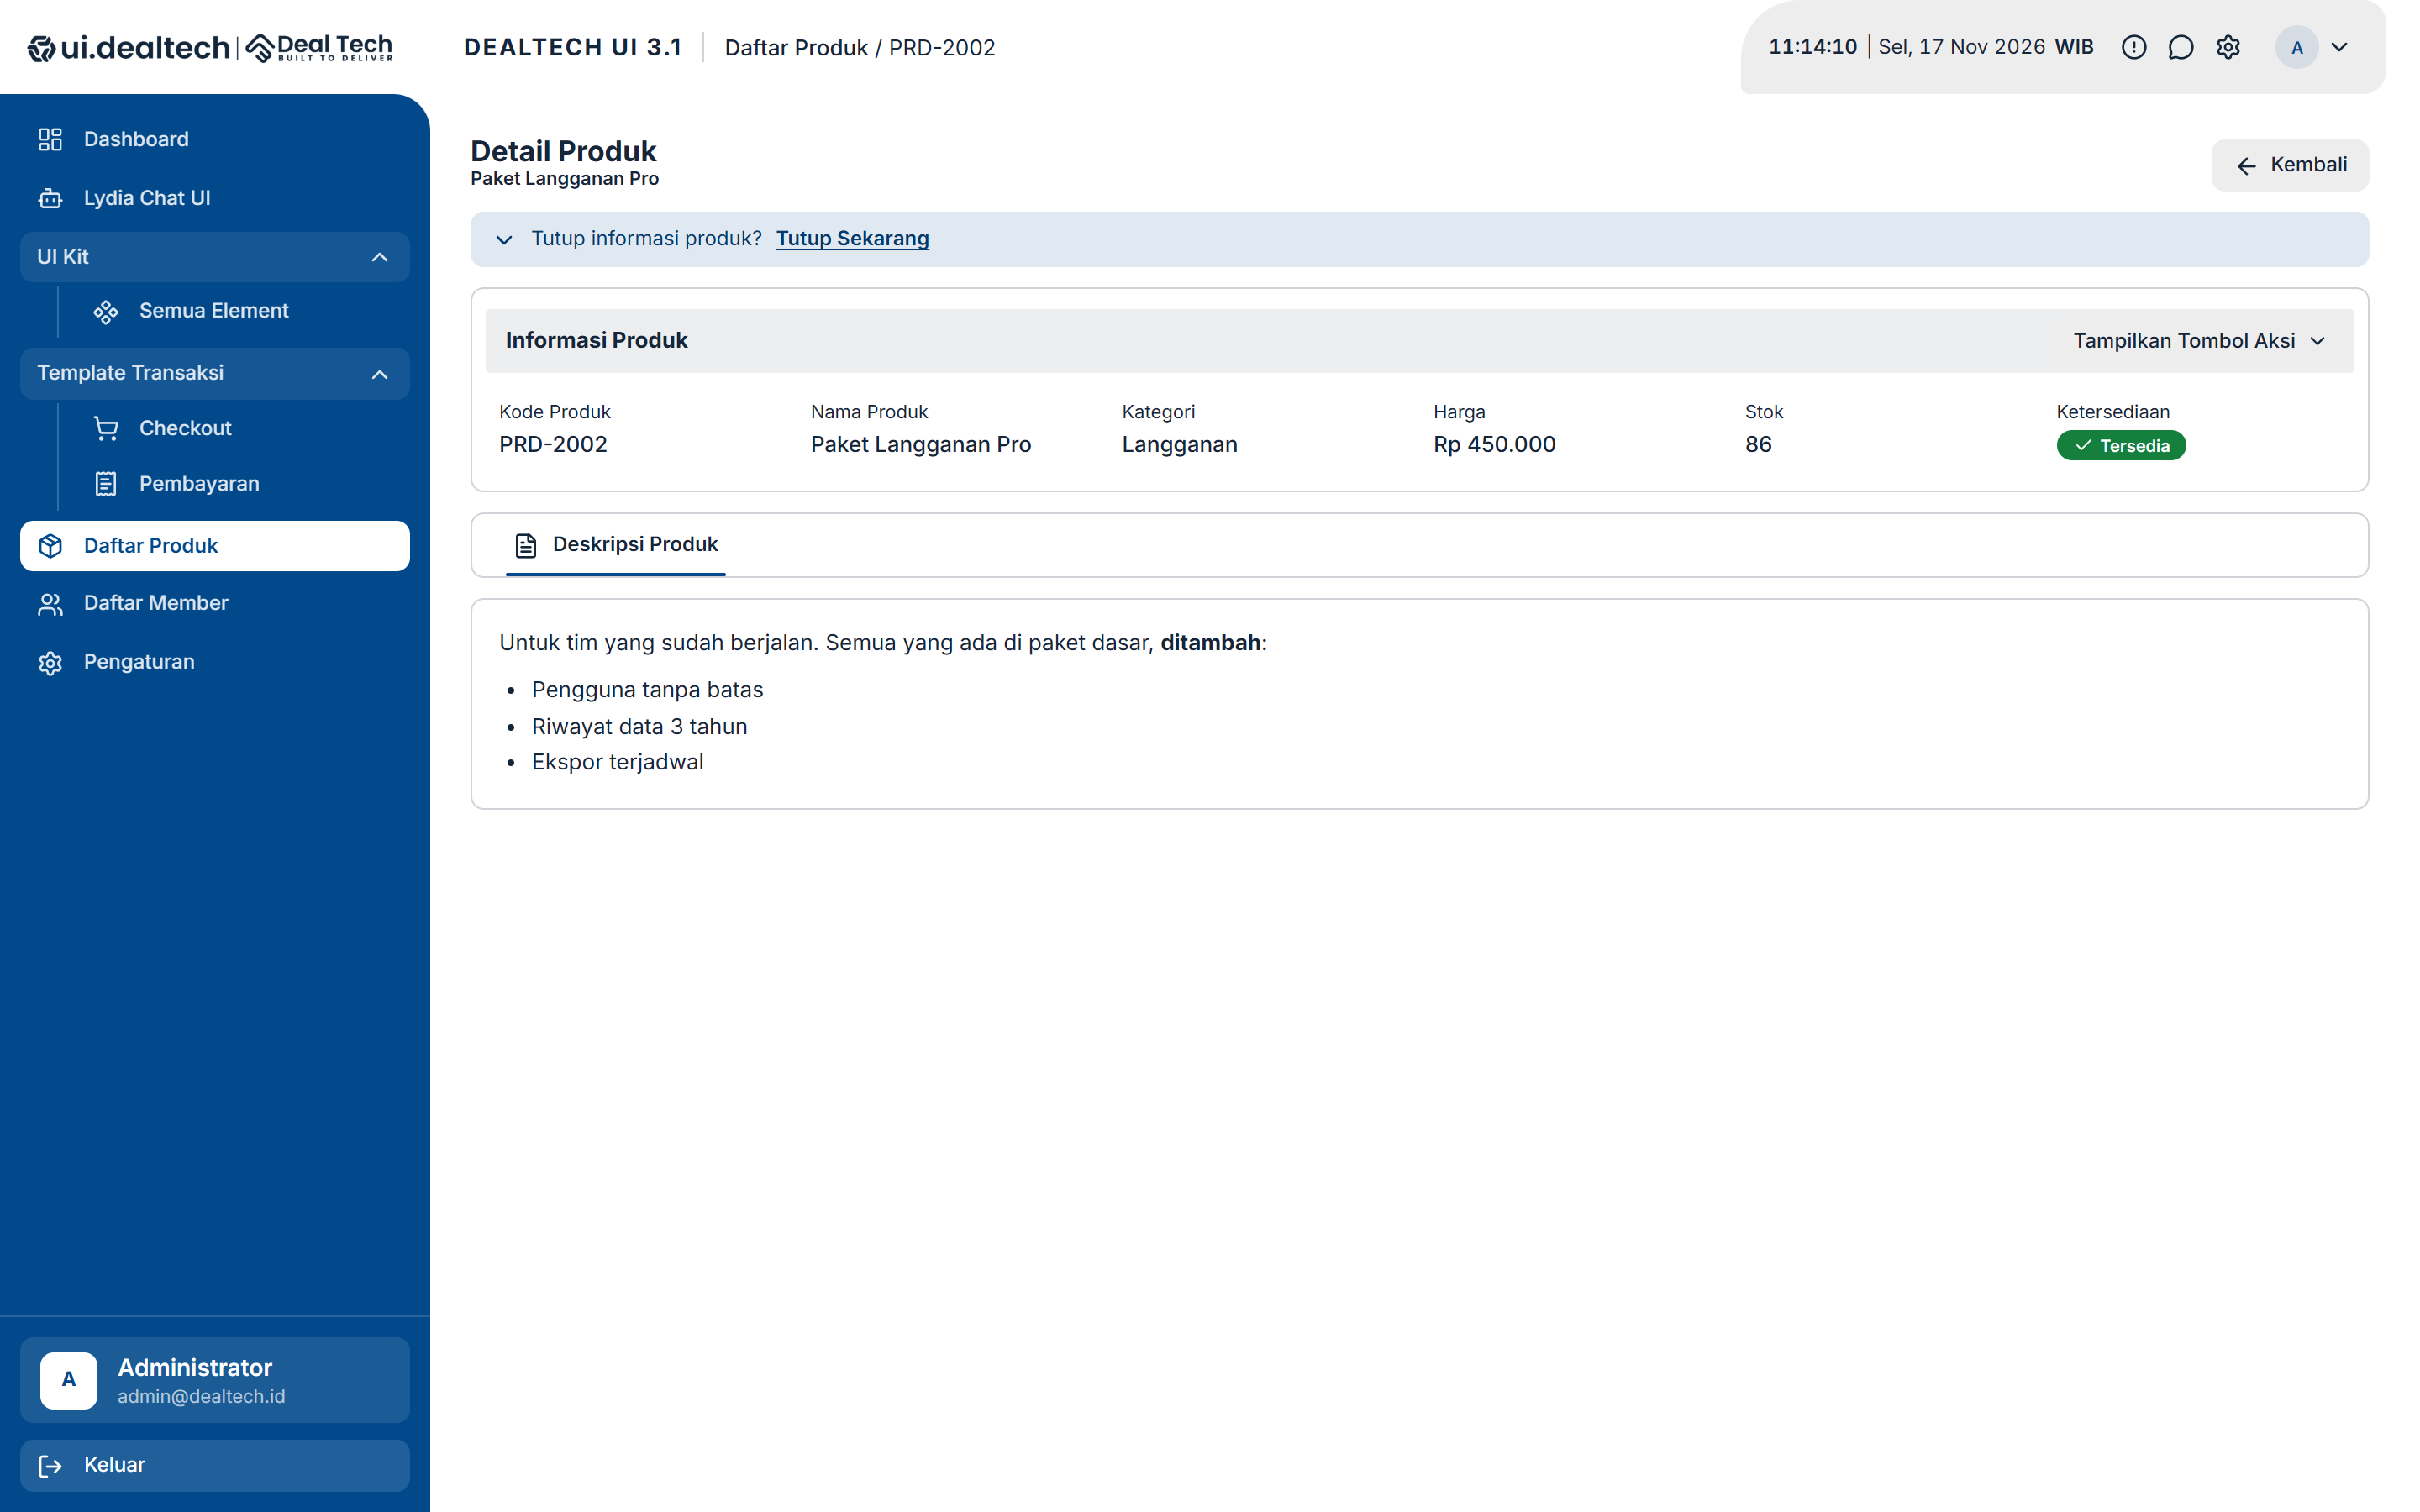 ui.dealtech | Deal Tech
BUILT TO DELIVER
DEALTECH UI 3.1
Daftar Produk / PRD-2002
11:14:10 | Sel, 17 Nov 2026 WIB
A
Dashboard
Lydia Chat UI
UI Kit
Semua Element
Template Transaksi
Checkout
Pembayaran
Daftar Produk
Daftar Member
Pengaturan
A
Administrator
admin@dealtech.id
Keluar
Detail Produk
Paket Langganan Pro
Kembali
Tutup informasi produk? Tutup Sekarang
Informasi Produk
Tampilkan Tombol Aksi
Kode Produk
PRD-2002
Nama Produk
Paket Langganan Pro
Kategori
Langganan
Harga
Rp 450.000
Stok
86
Ketersediaan
Tersedia
Deskripsi Produk
Untuk tim yang sudah berjalan. Semua yang ada di paket dasar, ditambah:
• Pengguna tanpa batas
• Riwayat data 3 tahun
• Ekspor terjadwal